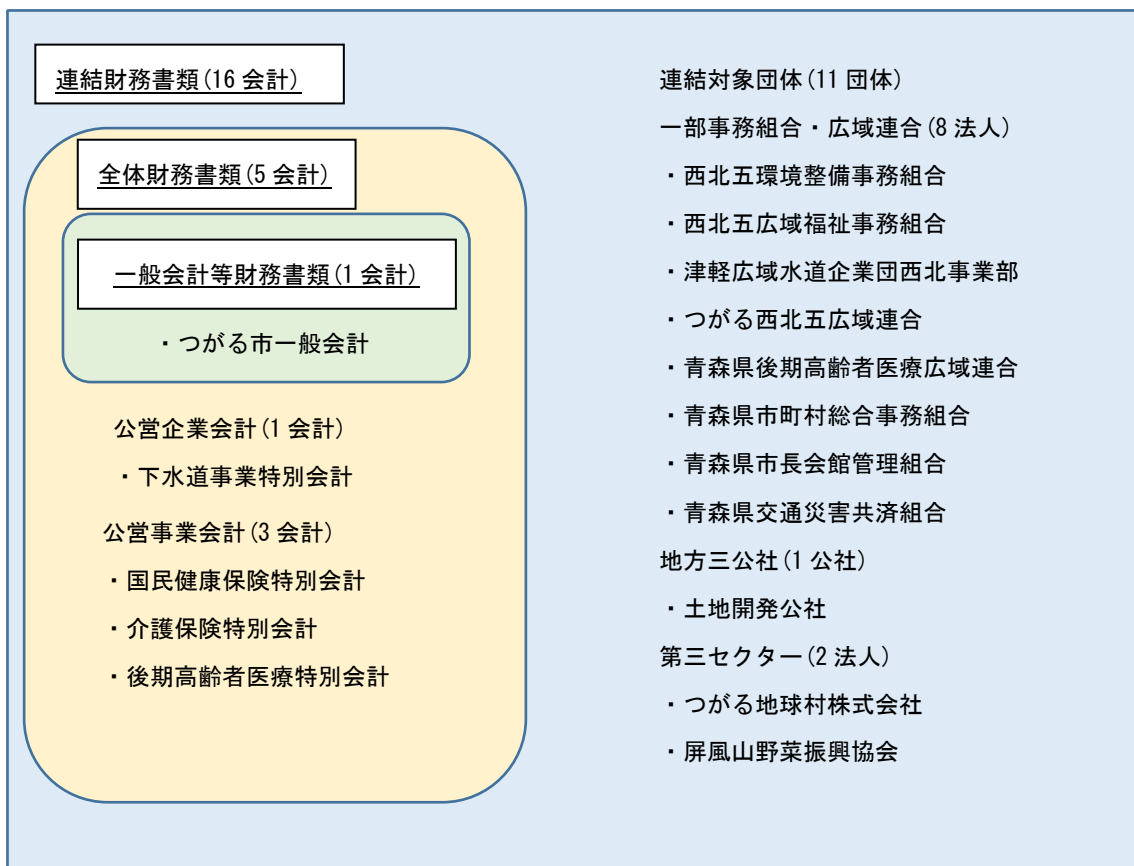 連結財務書類(16 会計)
全体財務書類(5 会計)
一般会計等財務書類(1 会計)
・つがる市一般会計
公営企業会計(1 会計)
・下水道事業特別会計
公営事業会計(3 会計)
・国民健康保険特別会計
・介護保険特別会計
・後期高齢者医療特別会計
連結対象団体(11 団体)
一部事務組合・広域連合(8 法人)
・西北五環境整備事務組合
・西北五広域福祉事務組合
・津軽広域水道企業団西北事業部
・つがる西北五広域連合
・青森県後期高齢者医療広域連合
・青森県市町村総合事務組合
・青森県市長会館管理組合
・青森県交通災害共済組合
地方三公社(1 公社)
・土地開発公社
第三セクター(2 法人)
・つがる地球村株式会社
・屏風山野菜振興協会